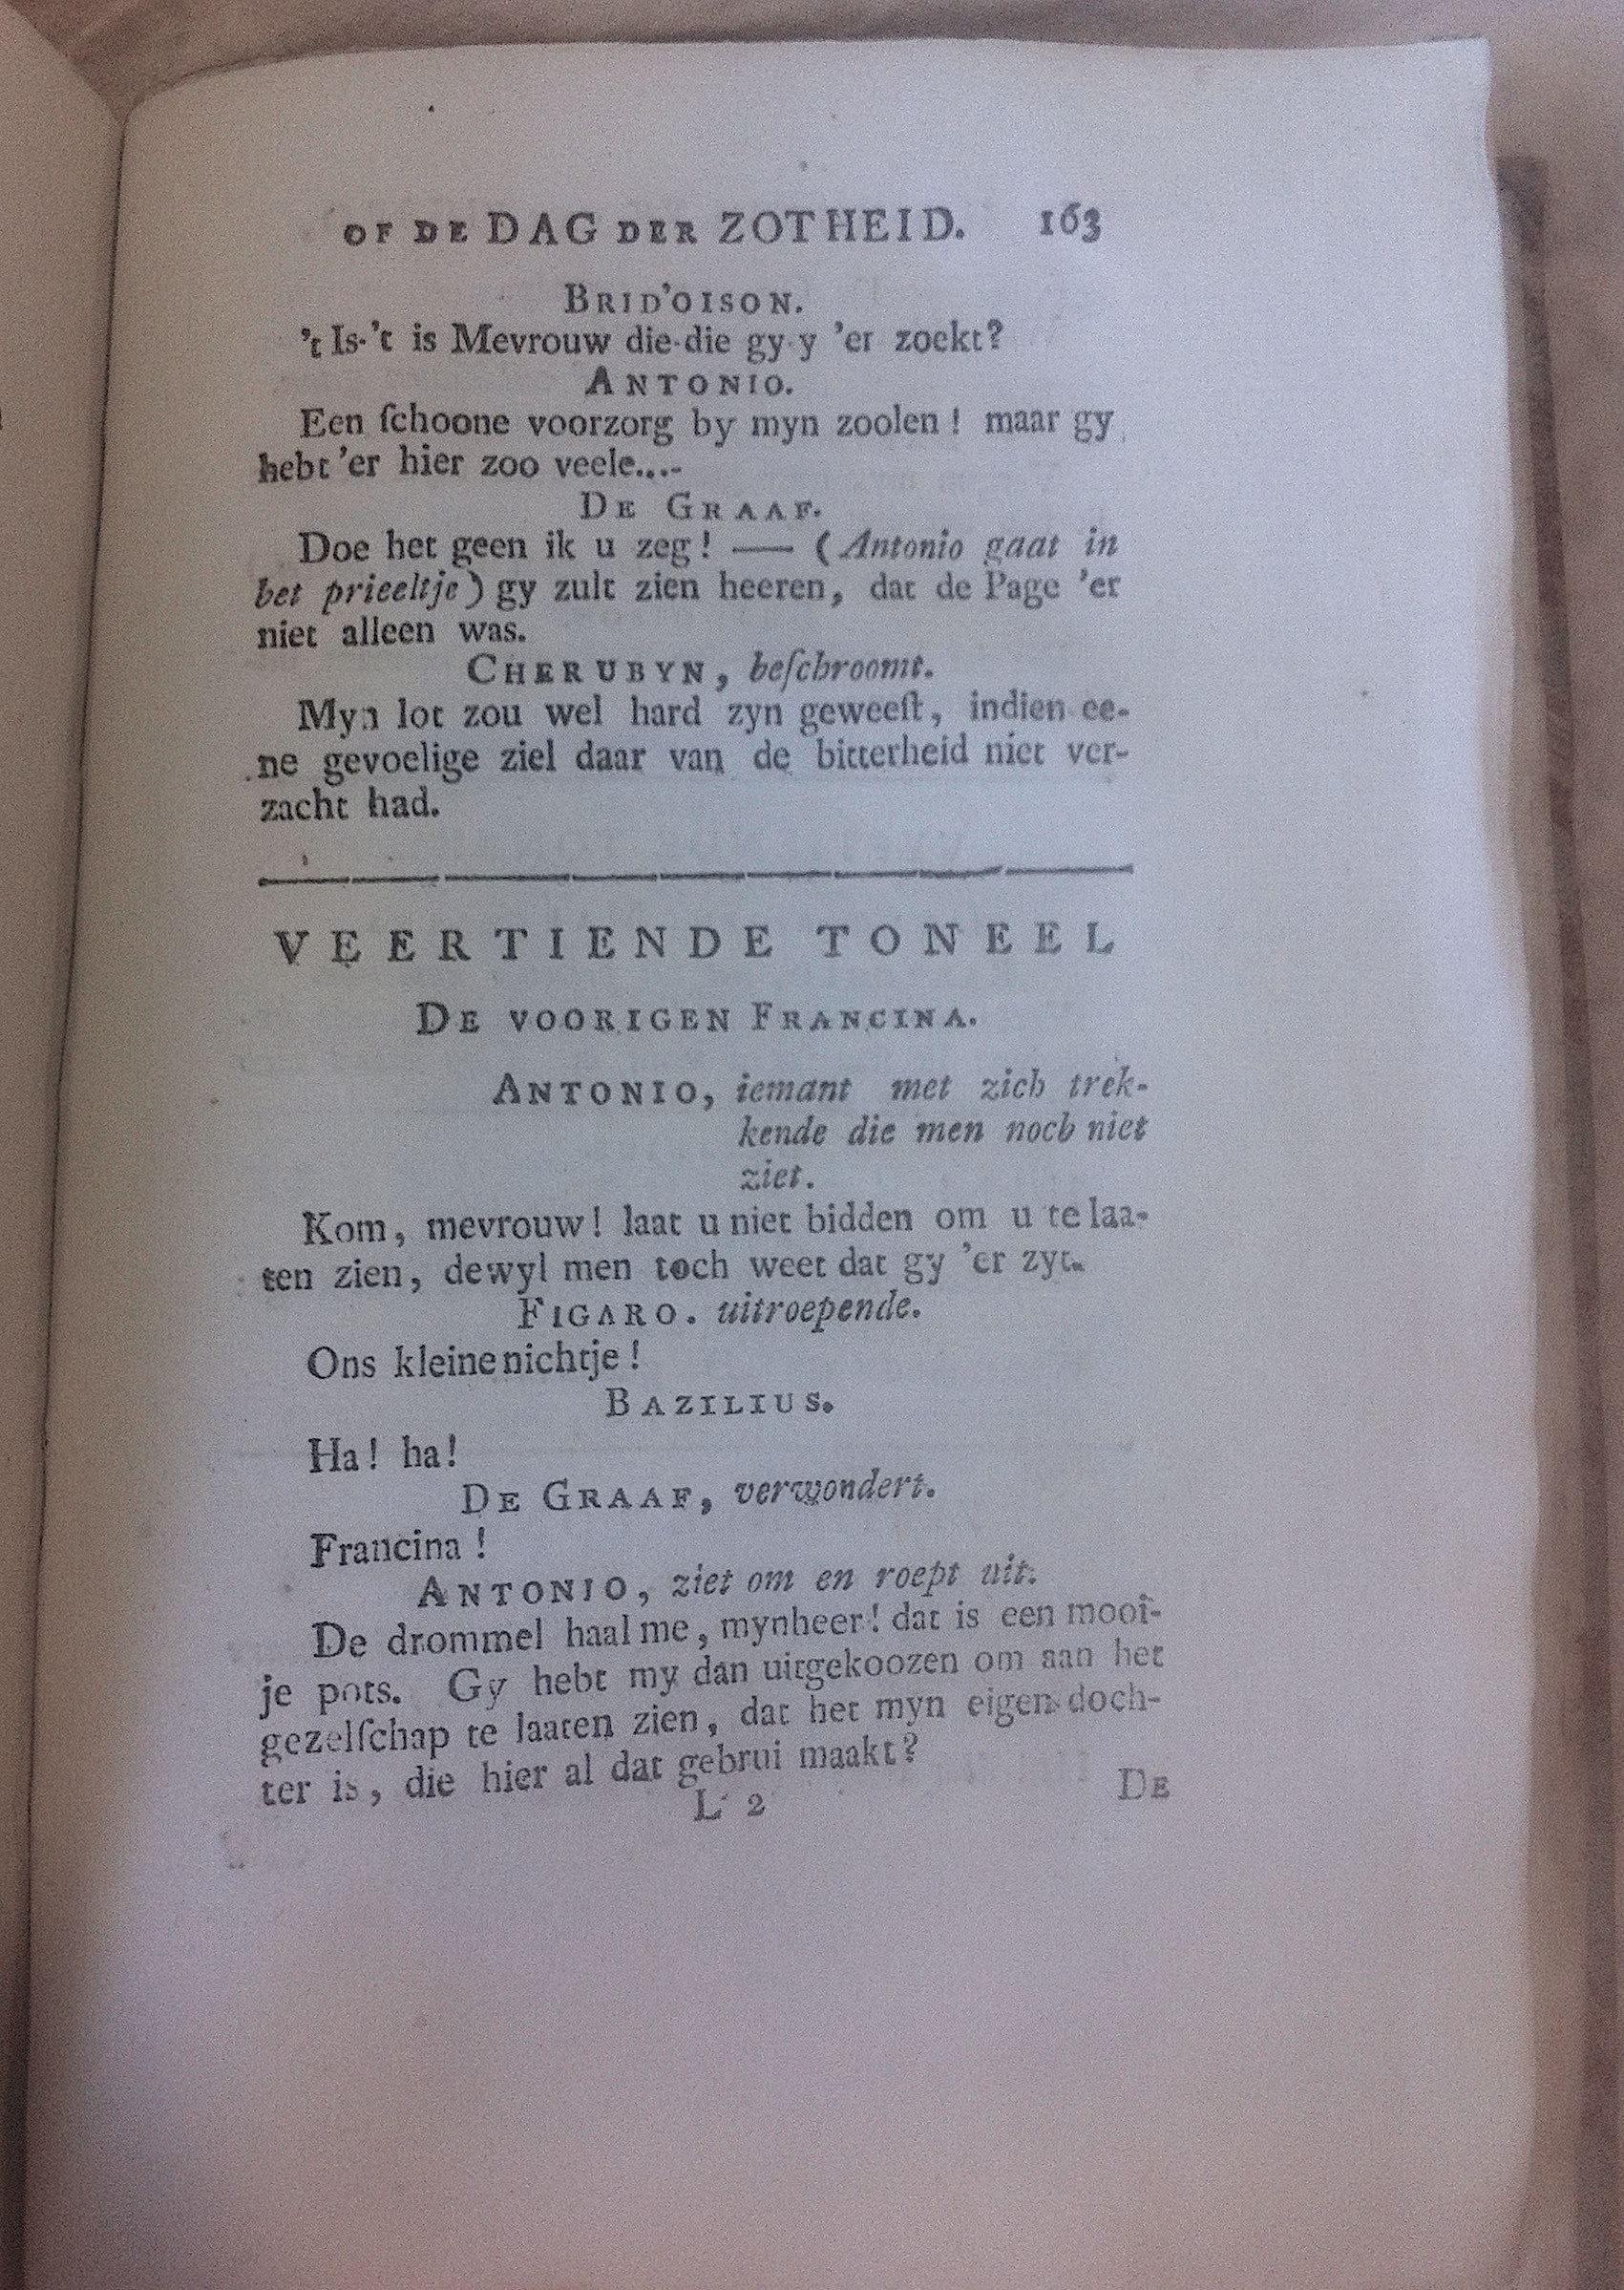 OF DE DAG DER ZOTHEID. 163
BRID'OISON.
't Is-'t is Mevrouw die-die gy-y 'er zoekt?
ANTONIO.
Een ſchoone voorzorg by myn zoolen! maar gy
hebt 'er hier zoo veele....
DE GRAAF.
Doe het geen ik u zeg! — (Antonio gaat in
het prieeltje) gy zult zien heeren, dat de Page 'er
niet alleen was.
CHERUBYN, beſchroomt.
Myn lot zou wel hard zyn geweeſt, indien ee-
ne gevoelige ziel daar van de bitterheid niet ver-
zacht had.
VEERTIENDE TONEEL
DE VOORIGEN FRANCINA.
ANTONIO, iemant met zich trek-
kende die men noch niet
ziet.
Kom, mevrouw! laat u niet bidden om u te laa-
ten zien, dewyl men toch weet dat gy 'er zyt.
FIGARO. uitroepende.
Ons kleine nichtje!
BAZILIUS.
Ha! ha!
DE GRAAF, verwondert.
Francina!
ANTONIO, ziet om en roept uit.
De drommel haal me, mynheer! dat is een mooi-
je pots. Gy hebt my dan uitgekoozen om aan het
gezelſchap te laaten zien, dat het myn eigen doch-
ter is, die hier al dat gebrui maakt?
L 2 DE